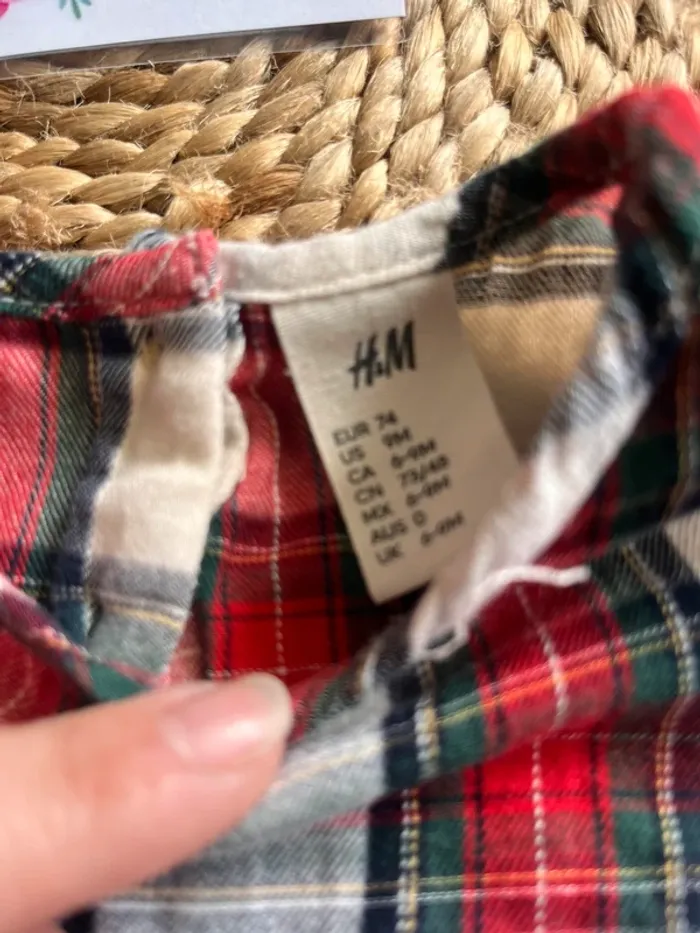 H&M
EUR 74
US 9M
CA 6-9M
CN 73/48
MX 6-9M
AUS 0
UK 6-9M